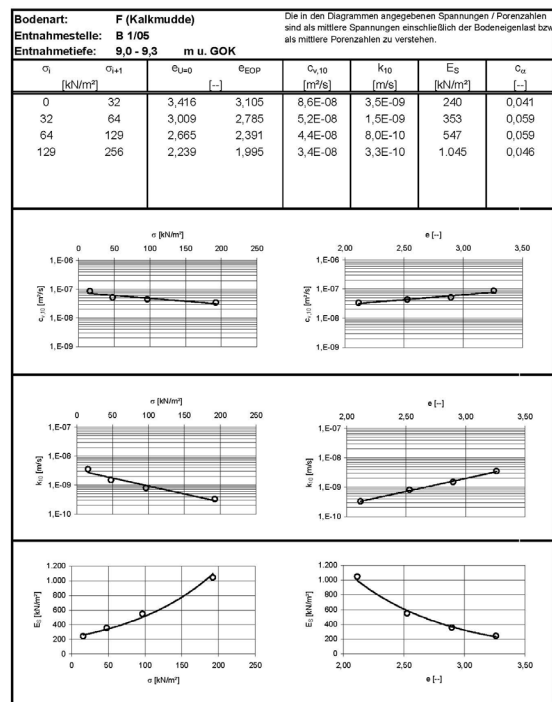 Bodenart: F (Kalkmudde)
Entnahmestelle: B 1/05
Entnahmetiefe: 9,0 - 9,3 m u. GOK
Die in den Diagrammen angegebenen Spannungen / Porenzahlen
sind als mittlere Spannungen einschließlich der Bodeneigenlast bzw
als mittlere Porenzahlen zu verstehen.
σi σi+1 eU=0 eEOP cv,10 k10 ES cα
[kN/m²] [--] [m²/s] [m/s] [kN/m²] [--]
0 32 3,416 3,105 8,6E-08 3,5E-09 240 0,041
32 64 3,009 2,785 5,2E-08 1,5E-09 353 0,059
64 129 2,665 2,391 4,4E-08 8,0E-10 547 0,059
129 256 2,239 1,995 3,4E-08 3,3E-10 1.045 0,046
σ [kN/m²]
0 50 100 150 200 250
1,E-06
1,E-07
1,E-08
1,E-09
cv,10 [m²/s]
e [--]
2,00 2,50 3,00 3,50
1,E-06
1,E-07
1,E-08
1,E-09
cv,10 [m²/s]
σ [kN/m²]
0 50 100 150 200 250
1,E-07
1,E-08
1,E-09
1,E-10
k10 [m/s]
e [--]
2,00 2,50 3,00 3,50
1,E-07
1,E-08
1,E-09
1,E-10
k10 [m/s]
1.200
1.000
800
600
400
200
0
ES [kN/m²]
0 50 100 150 200 250
σ [kN/m²]
1.200
1.000
800
600
400
200
0
ES [kN/m²]
2,00 2,50 3,00 3,50
e [--]